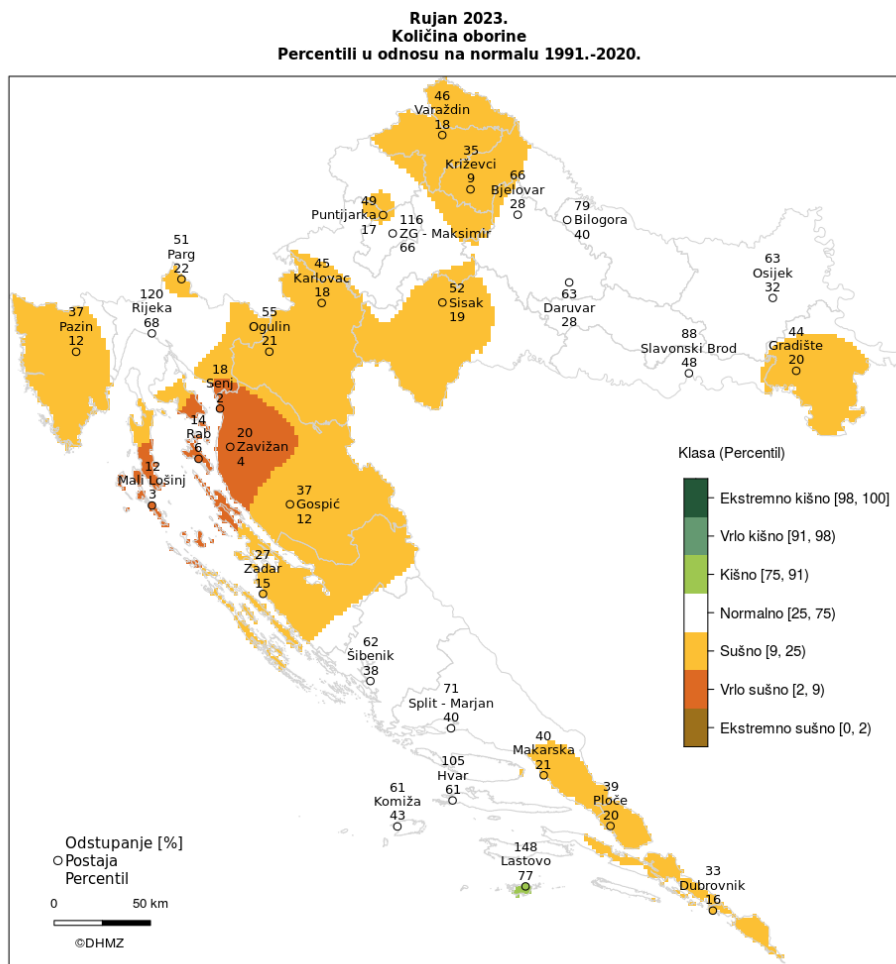 Rujan 2023.
Količina oborine
Percentili u odnosu na normalu 1991.-2020.
46
Varaždin
18
35
Križevci
9
66
Bjelovar
28
79
Bilogora
40
49
Puntijarka
17
116
ZG - Maksimir
66
51
Parg
22
45
Karlovac
18
52
Sisak
19
63
Daruvar
28
63
Osijek
32
120
Rijeka
68
37
Pazin
12
55
Ogulin
21
88
Slavonski Brod
48
44
Gradište
20
18
Senj
2
14
Rab
6
20
Zavižan
4
12
Mali Lošinj
3
37
Gospić
12
27
Zadar
15
62
Šibenik
38
71
Split - Marjan
40
40
Makarska
21
105
Hvar
61
61
Komiža
43
39
Ploče
20
148
Lastovo
77
33
Dubrovnik
16
Klasa (Percentil)
Ekstremno kišno [98, 100]
Vrlo kišno [91, 98)
Kišno [75, 91)
Normalno [25, 75)
Sušno [9, 25)
Vrlo sušno [2, 9)
Ekstremno sušno [0, 2)
Odstupanje [%]
Postaja
Percentil
0 50 km
©DHMZ